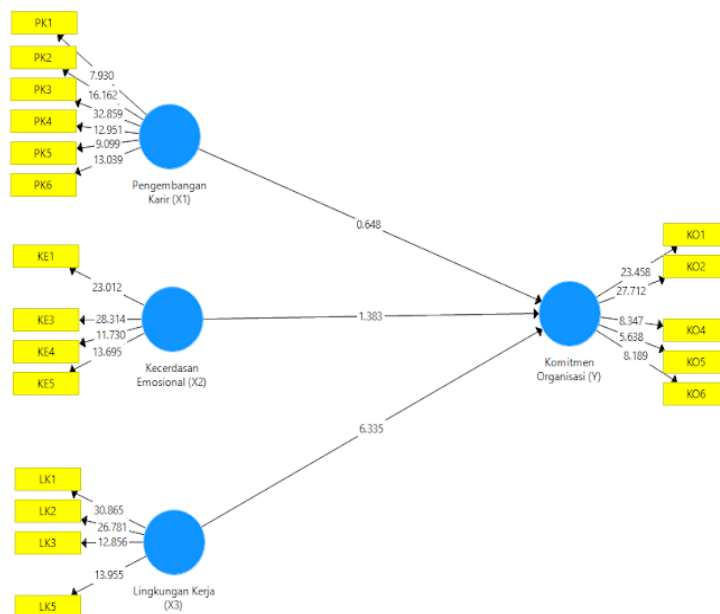 PK1
PK2
PK3
PK4
PK5
PK6
7.930
16.162
32.859
12.951
9.099
13.039
Pengembangan
Karir (X1)
0.648
KE1
KE3
KE4
KE5
23.012
28.314
11.730
13.695
Kecerdasan
Emosional (X2)
1.383
LK1
LK2
LK3
LK5
30.865
26.781
12.856
13.955
Lingkungan Kerja
(X3)
6.335
KO1
KO2
KO4
KO5
KO6
23.458
27.712
8.347
5.638
8.189
Komitmen
Organisasi (Y)